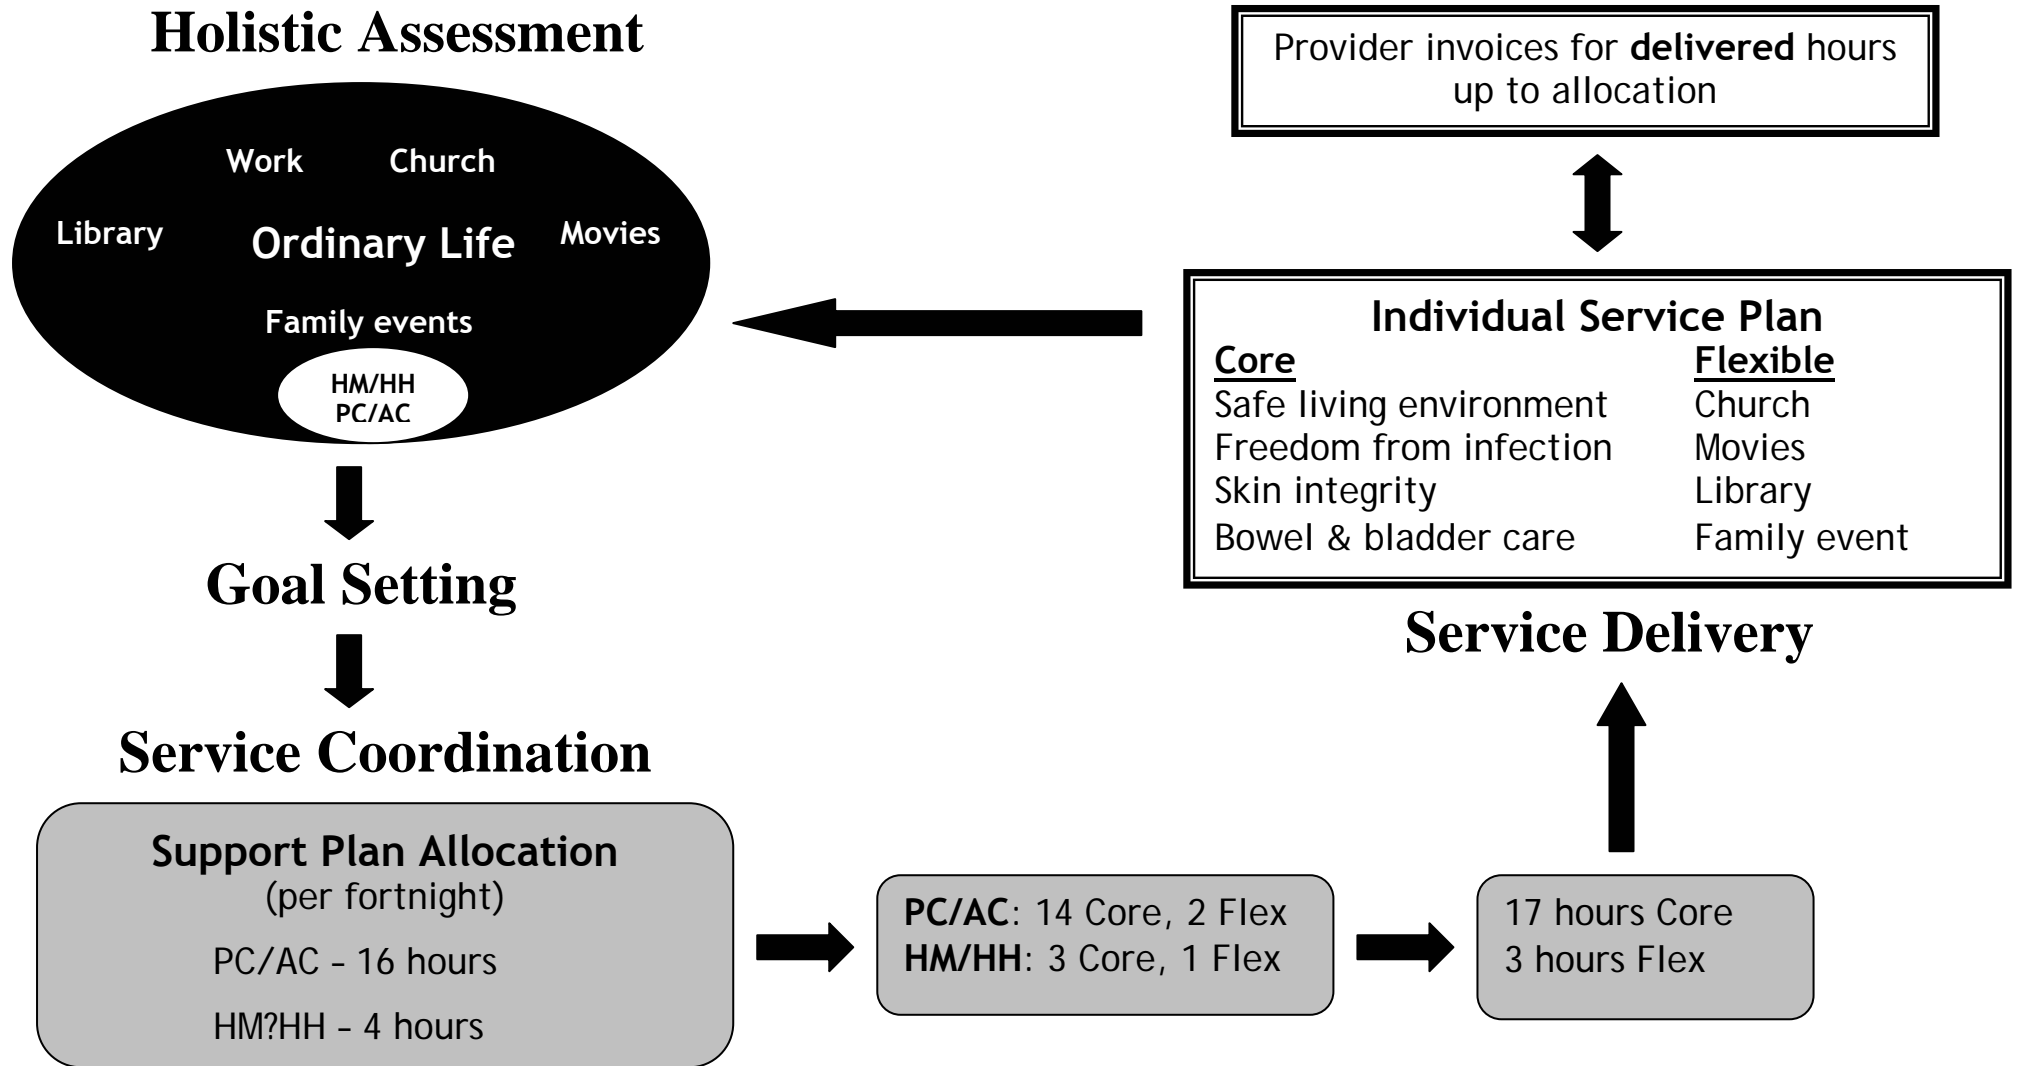 Holistic Assessment
Work Church
Library Ordinary Life Movies
Family events
HM/HH
PC/AC
Goal Setting
Service Coordination
Support Plan Allocation
(per fortnight)
PC/AC – 16 hours
HM?HH – 4 hours
PC/AC: 14 Core, 2 Flex
HM/HH: 3 Core, 1 Flex
17 hours Core
3 hours Flex
Provider invoices for delivered hours
up to allocation
Individual Service Plan
Core Flexible
Safe living environment Church
Freedom from infection Movies
Skin integrity Library
Bowel & bladder care Family event
Service Delivery